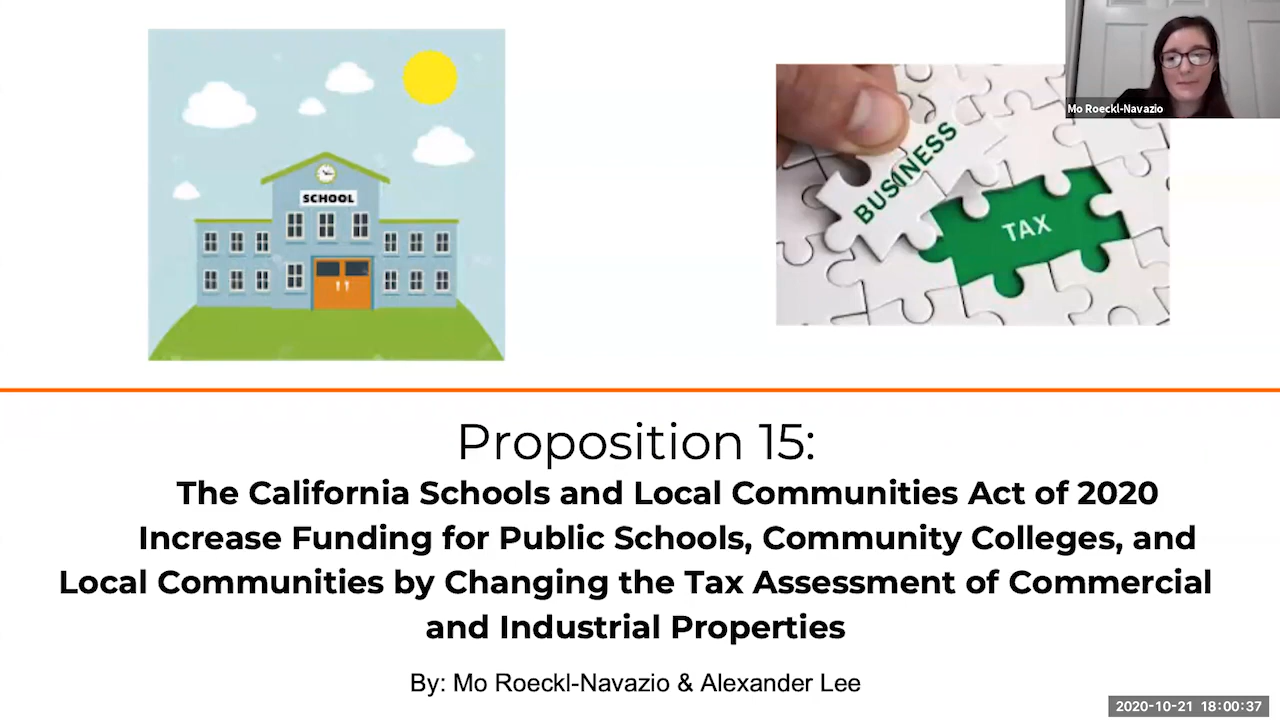 SCHOOL
BUSINESS
TAX
Mo Roeckl-Navazio
Proposition 15:
The California Schools and Local Communities Act of 2020
Increase Funding for Public Schools, Community Colleges, and
Local Communities by Changing the Tax Assessment of Commercial
and Industrial Properties
By: Mo Roeckl-Navazio & Alexander Lee
2020-10-21 18:00:37